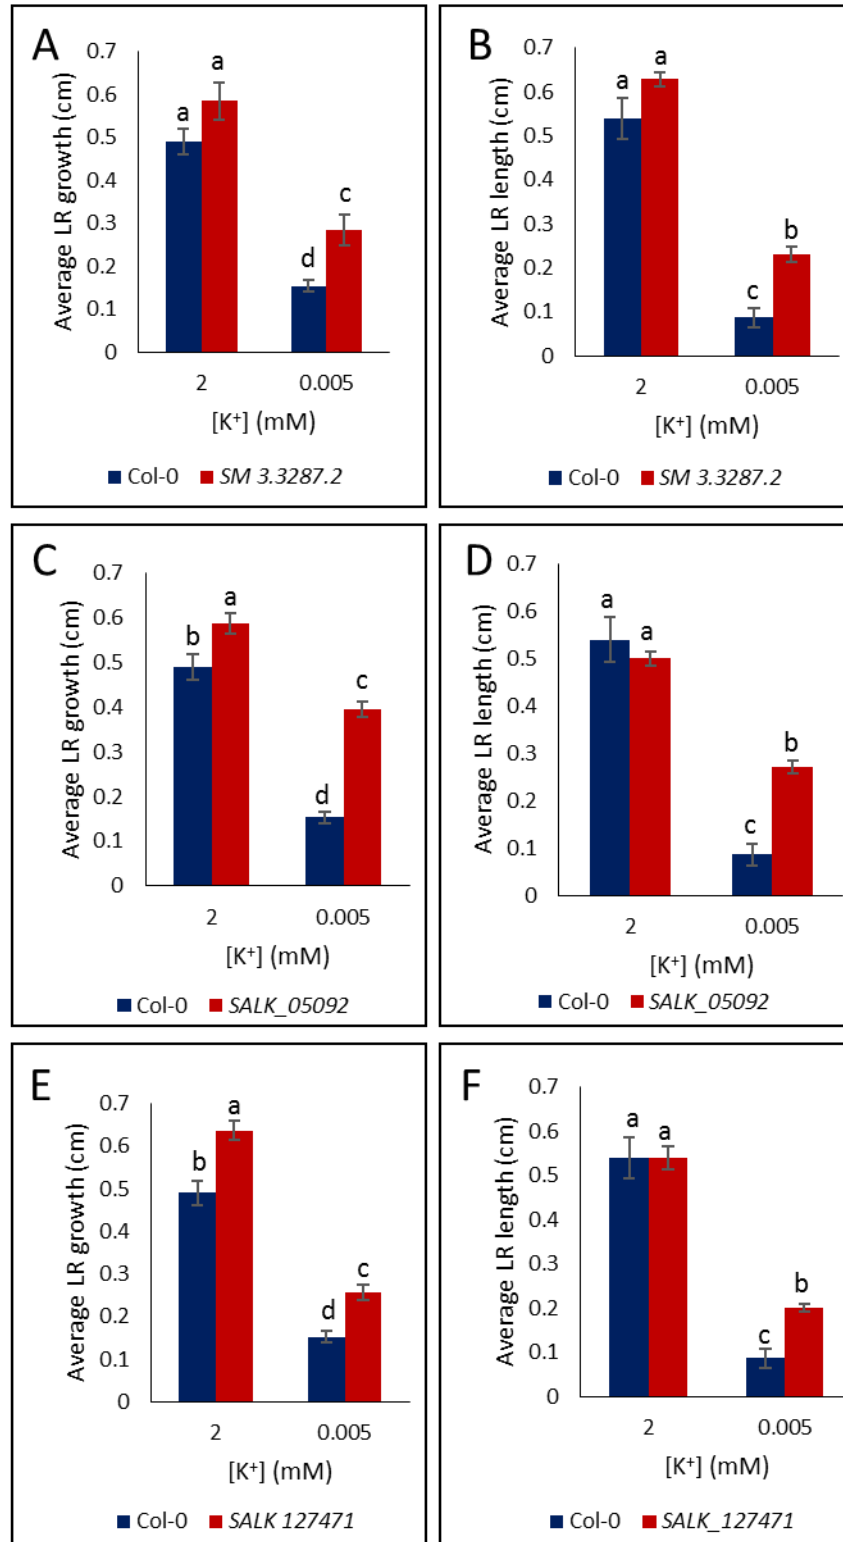 A
Average LR growth (cm)
0.7
0.6
0.5
0.4
0.3
0.2
0.1
0
a
a
d
c
2
0.005
[K⁺] (mM)
Col-0
SM 3.3287.2
B
Average LR length (cm)
0.7
0.6
0.5
0.4
0.3
0.2
0.1
0
a
a
c
b
2
0.005
[K⁺] (mM)
Col-0
SM 3.3287.2
C
Average LR growth (cm)
0.7
0.6
0.5
0.4
0.3
0.2
0.1
0
b
a
d
c
2
0.005
[K⁺] (mM)
Col-0
SALK_05092
D
Average LR length (cm)
0.7
0.6
0.5
0.4
0.3
0.2
0.1
0
a
a
c
b
2
0.005
[K⁺] (mM)
Col-0
SALK_05092
E
Average LR growth (cm)
0.7
0.6
0.5
0.4
0.3
0.2
0.1
0
b
a
d
c
2
0.005
[K⁺] (mM)
Col-0
SALK 127471
F
Average LR length (cm)
0.7
0.6
0.5
0.4
0.3
0.2
0.1
0
a
a
c
b
2
0.005
[K⁺] (mM)
Col-0
SALK_127471